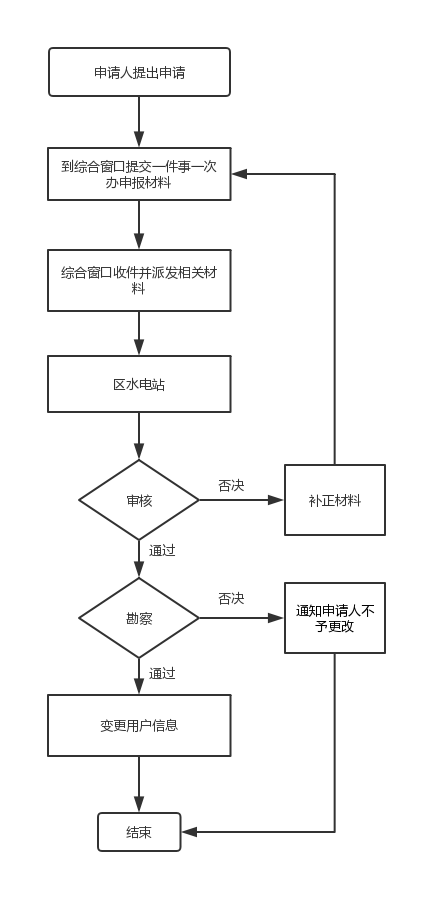 申请人提出申请
到综合窗口提交一件事一次
办申报材料
综合窗口收件并派发相关材
料
区水电站
审核
否决
补正材料
通过
勘察
否决
通知申请人不
予更改
通过
变更用户信息
结束